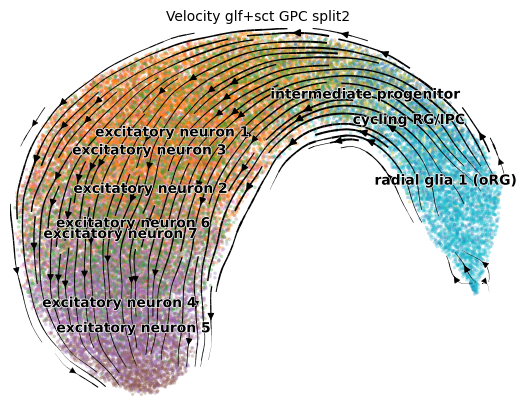 Velocity glf+sct GPC split2
intermediate progenitor
cycling RG/IPC
excitatory neuron 1
excitatory neuron 3
radial glia 1 (oRG)
excitatory neuron 2
excitatory neuron 6
excitatory neuron 7
excitatory neuron 4
excitatory neuron 5